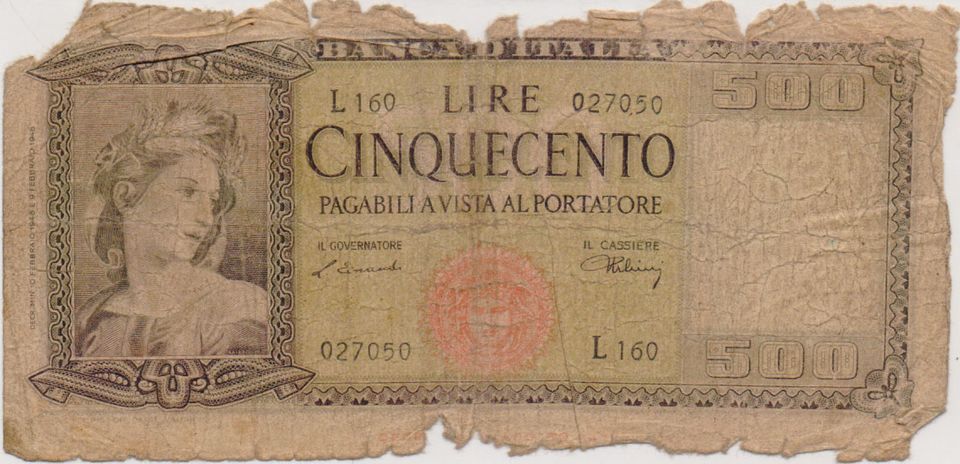 BANCA D'ITALIA
500
L 160 LIRE 027050
CINQUECENTO
PAGABILI A VISTA AL PORTATORE
IL GOVERNATORE
IL CASSIERE
027050
L 160
500